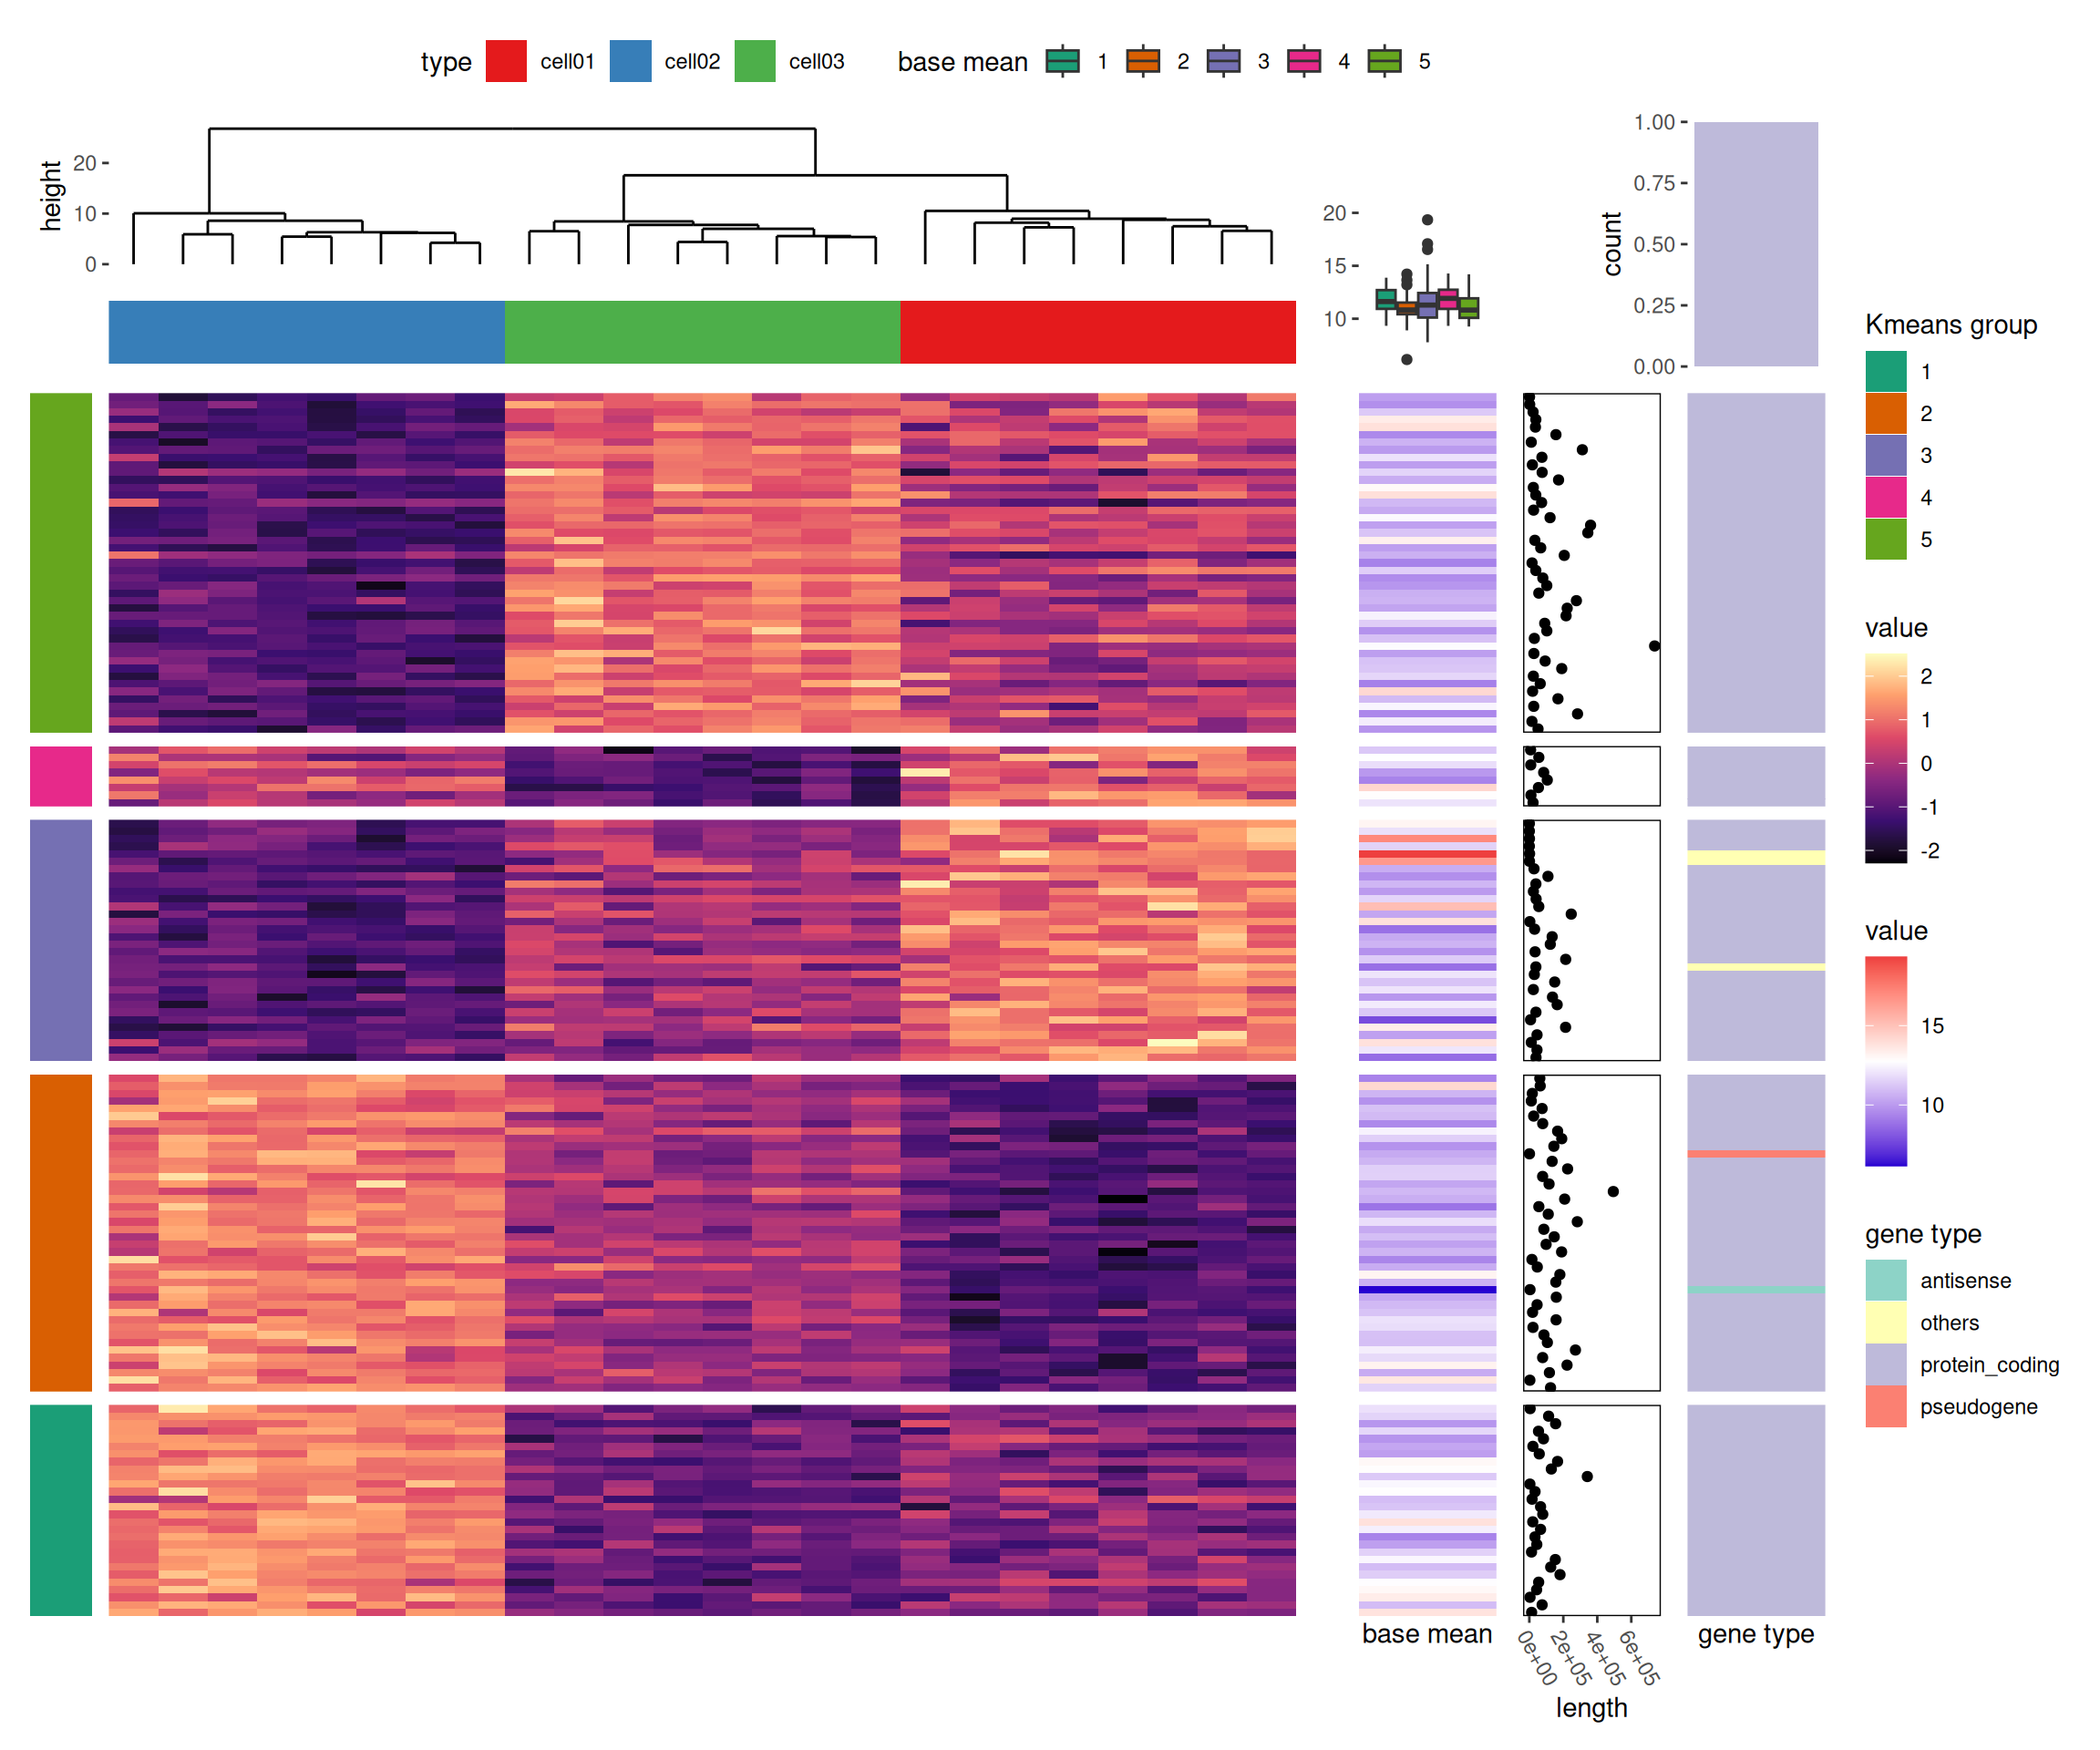 type cell01 cell02 cell03 base mean 1 2 3 4 5
height
20
10
0
20
15
10
count
1.00
0.75
0.50
0.25
0.00
Kmeans group
1
2
3
4
5
value
2
1
0
-1
-2
value
15
10
gene type
antisense
others
protein_coding
pseudogene
base mean
0e+00 2e+05 4e+05 6e+05
length
gene type